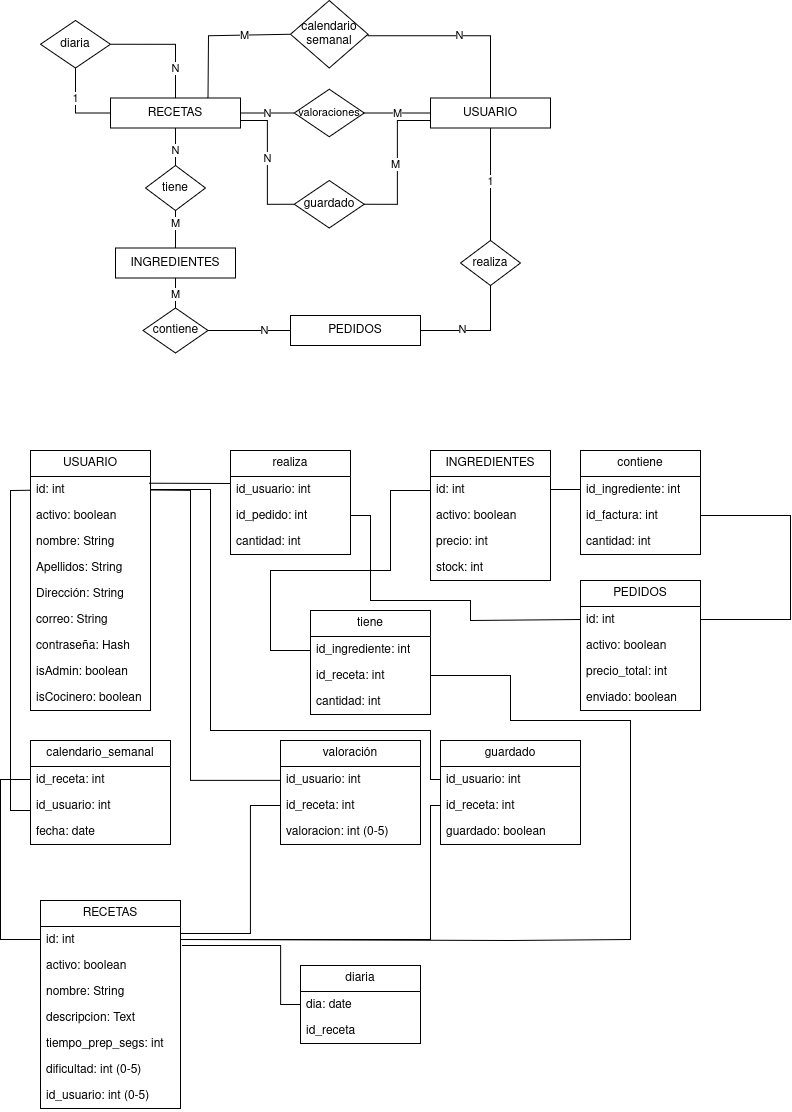 calendario
semanal
diaria
M
N
N
1
RECETAS
N
valoraciones
M
USUARIO
N
N
M
1
tiene
guardado
M
INGREDIENTES
realiza
M
contiene
N
PEDIDOS
N
USUARIO
id: int
activo: boolean
nombre: String
Apellidos: String
Dirección: String
correo: String
contraseña: Hash
isAdmin: boolean
isCocinero: boolean
realiza
id_usuario: int
id_pedido: int
cantidad: int
INGREDIENTES
id: int
activo: boolean
precio: int
stock: int
contiene
id_ingrediente: int
id_factura: int
cantidad: int
PEDIDOS
id: int
activo: boolean
precio_total: int
enviado: boolean
tiene
id_ingrediente: int
id_receta: int
cantidad: int
calendario_semanal
id_receta: int
id_usuario: int
fecha: date
valoración
id_usuario: int
id_receta: int
valoracion: int (0-5)
guardado
id_usuario: int
id_receta: int
guardado: boolean
RECETAS
id: int
activo: boolean
nombre: String
descripcion: Text
tiempo_prep_segs: int
dificultad: int (0-5)
id_usuario: int (0-5)
diaria
dia: date
id_receta